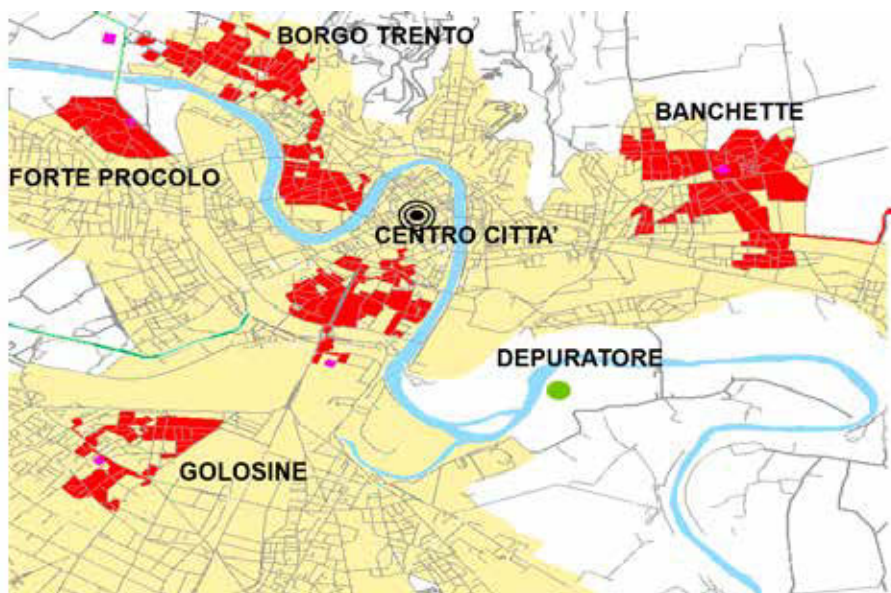 BORGO TRENTO
BANCHETTE
FORTE PROCOLO
CENTRO CITTA'
DEPURATORE
GOLOSINE